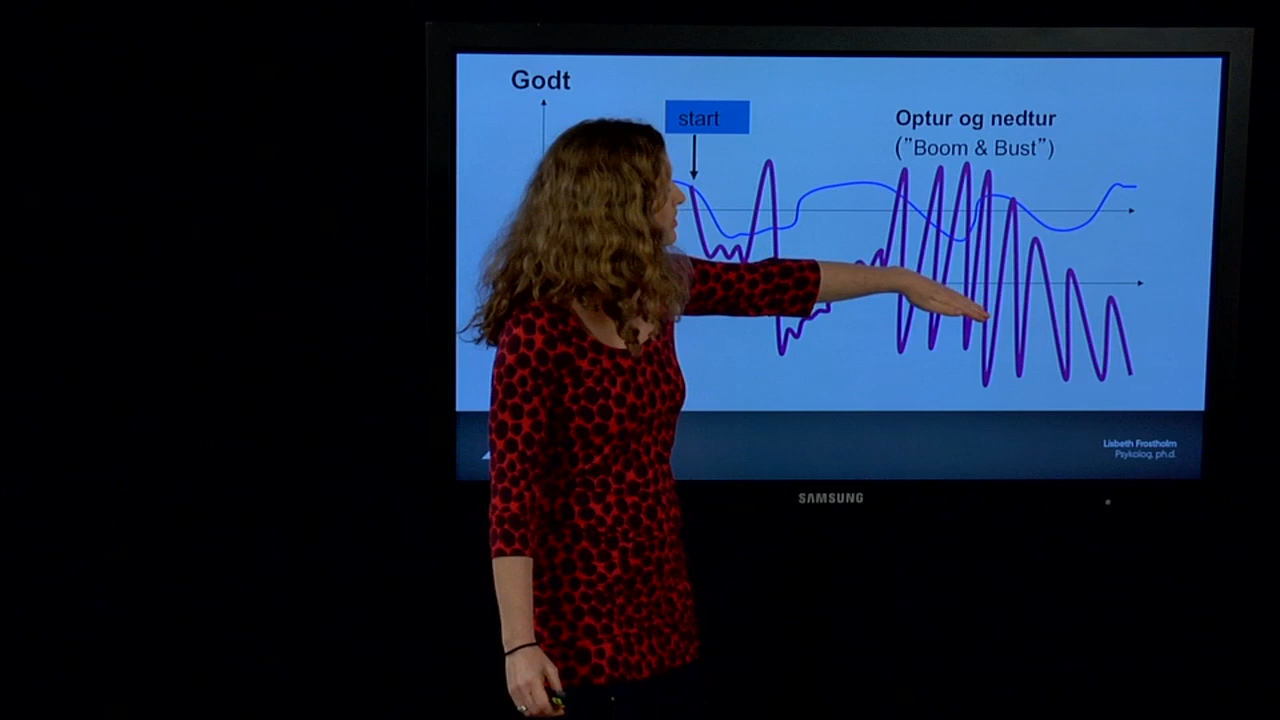 Godt
start
Optur og nedtur
(”Boom & Bust”)
Lisbeth Frostholm
Psykolog, ph.d.
SAMSUNG